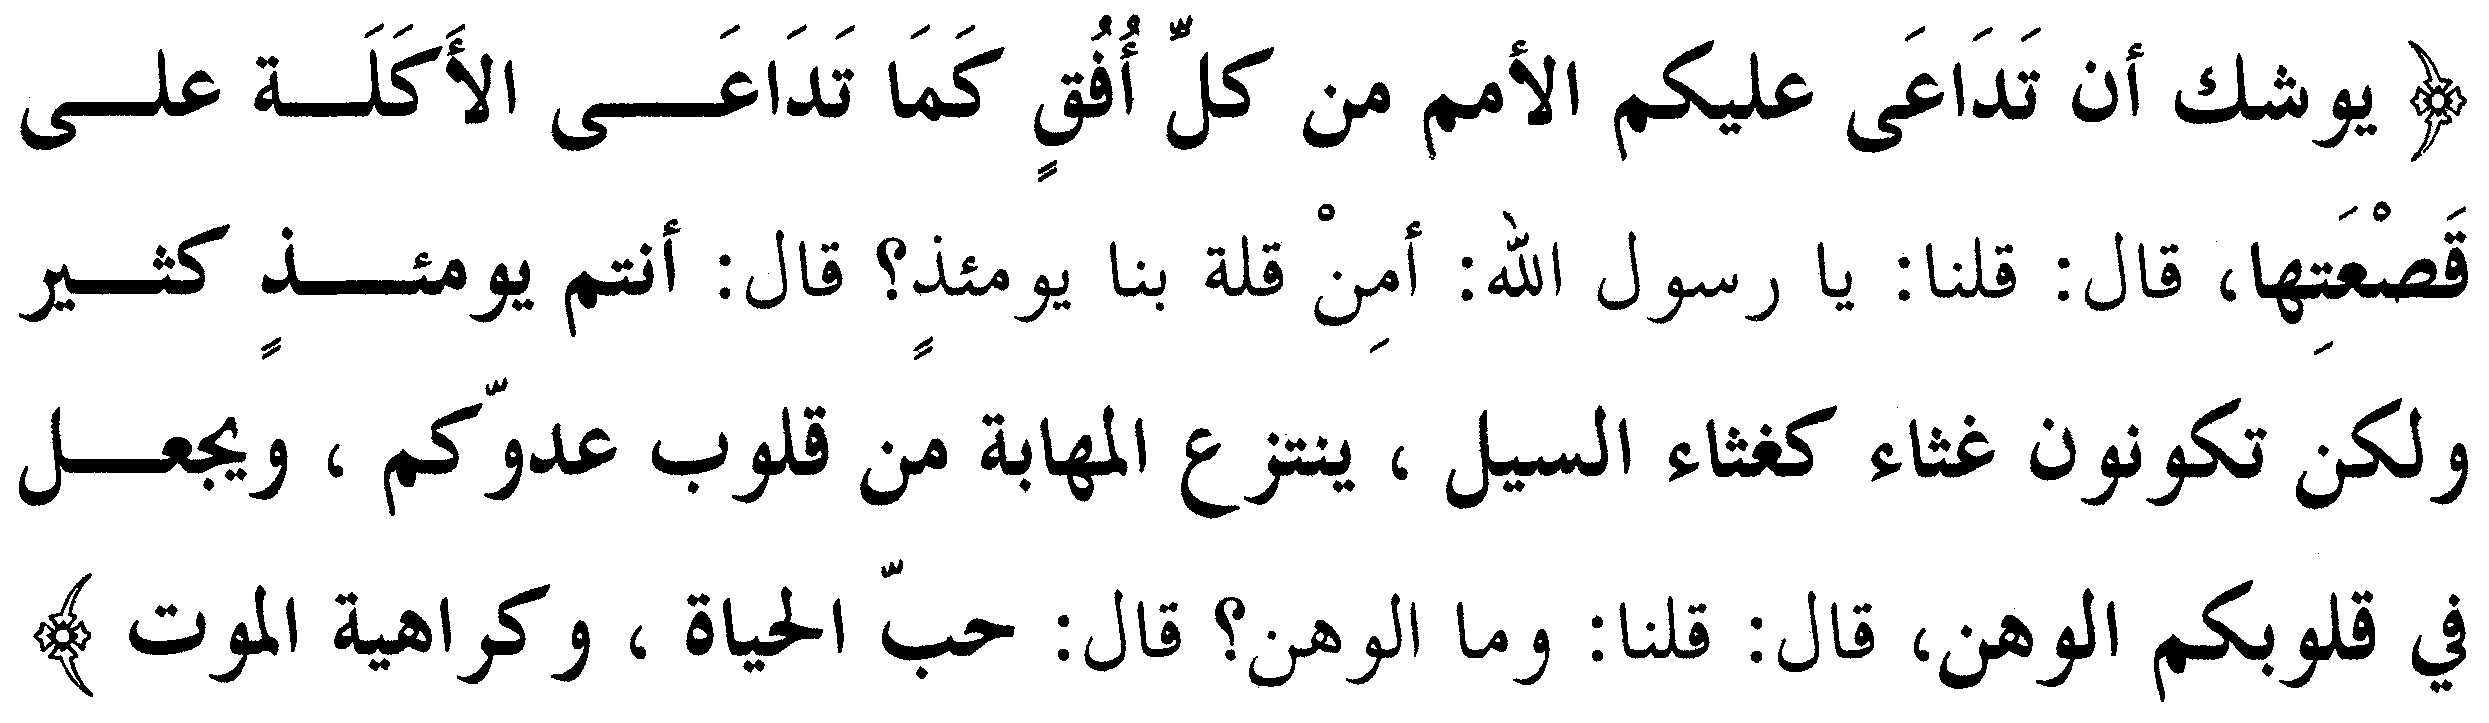 ﴿ يوشك أن تَدَاعَى عليكم الأمم من كلّ أُفُقٍ كَمَا تَدَاعَى الأَكَلَة على
قَصْعَتِها، قال: قلنا: يا رسول الله: أمِنْ قلة بنا يومئذٍ؟ قال: أنتم يومئذٍ كثير
ولكن تكونون غثاء كغثاء السيل ، ينتزع المهابة من قلوب عدوّكم ، ويجعل
في قلوبكم الوهن، قال: قلنا: وما الوهن؟ قال: حبّ الحياة ، وكراهية الموت ﴾